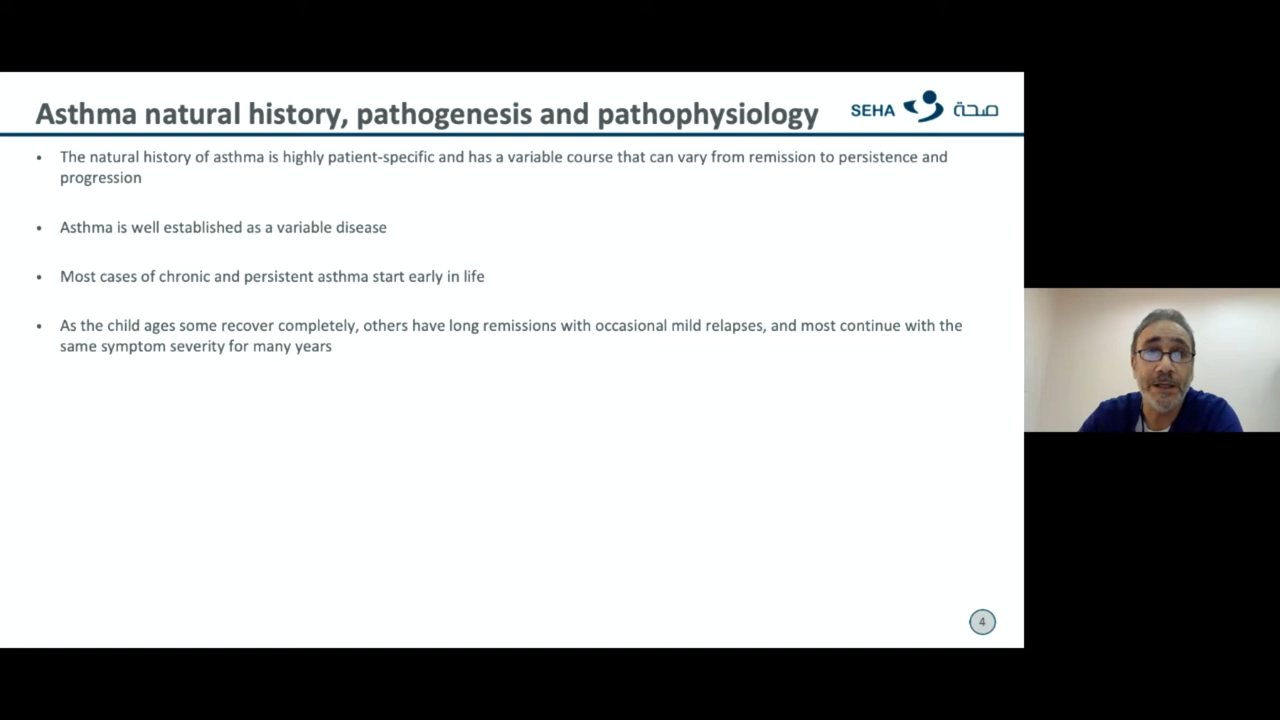 Asthma natural history, pathogenesis and pathophysiology
SEHA صحة
• The natural history of asthma is highly patient-specific and has a variable course that can vary from remission to persistence and
progression
• Asthma is well established as a variable disease
• Most cases of chronic and persistent asthma start early in life
• As the child ages some recover completely, others have long remissions with occasional mild relapses, and most continue with the
same symptom severity for many years
4